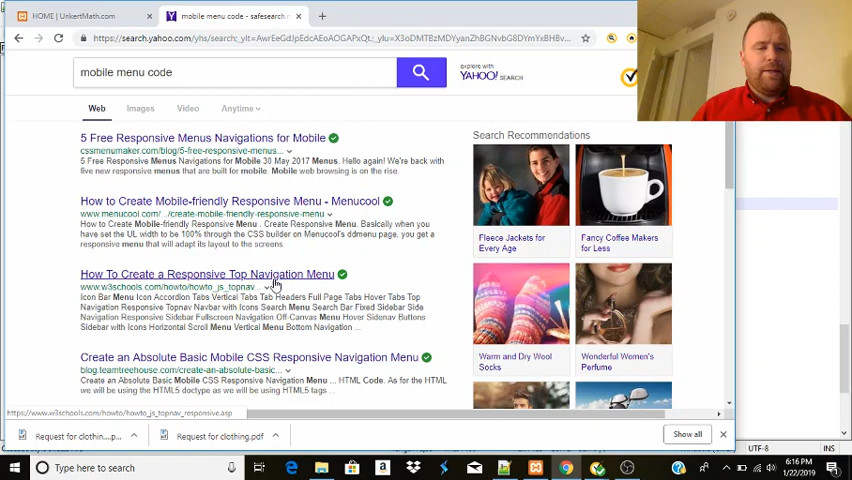 HOME | UnkertMath.com
mobile menu code - safesearch.n
https://search.yahoo.com/yhs/search;_ylt=
mobile menu code
explore with
YAHOO! SEARCH
Web Images Video Anytime
5 Free Responsive Menus Navigations for Mobile
cssmenumaker.com/blog/5-free-responsive-menus...
5 Free Responsive Menus Navigations for Mobile 30 May 2017 Menus. Hello again! We're back with
five new responsive menus that are built for mobile. Mobile web browsing is on the rise.
How to Create Mobile-friendly Responsive Menu - Menucool
www.menucool.com/.../create-mobile-friendly-responsive-menu
How to Create Mobile-friendly Responsive Menu . Create Responsive Menu. Basically when you
have set the UL width to be 100% through the CSS builder on Menucool's ddmenu page, you get a
responsive menu that will adapt its layout to the screens.
How To Create a Responsive Top Navigation Menu
www.w3schools.com/howto/howto_js_topnav...
Icon Bar Menu Icon Accordion Tabs Vertical Tabs Tab Headers Full Page Tabs Hover Tabs Top
Navigation Responsive Topnav Navbar with Icons Search Menu Search Bar Fixed Sidebar Side
Navigation Responsive Sidebar Fullscreen Navigation Off-Canvas Menu Hover Sidenav Buttons
Sidebar with Icons Horizontal Scroll Menu Vertical Menu Bottom Navigation ...
Create an Absolute Basic Mobile CSS Responsive Navigation Menu
blog.teamtreehouse.com/create-an-absolute-basic...
Create an Absolute Basic Mobile CSS Responsive Navigation Menu ... HTML Code. As for the HTML
we will be using the HTML5 doctype as we will be using HTML5 tags ...
Search Recommendations
Fleece Jackets for
Every Age
Fancy Coffee Makers
for Less
Warm and Dry Wool
Socks
Wonderful Women's
Perfume
https://www.w3schools.com/howto/howto_js_topnav_responsive.asp
Request for clothin....p...
Request for clothing.pdf
Show all
UTF-8
INS
Type here to search
6:16 PM
1/22/2019